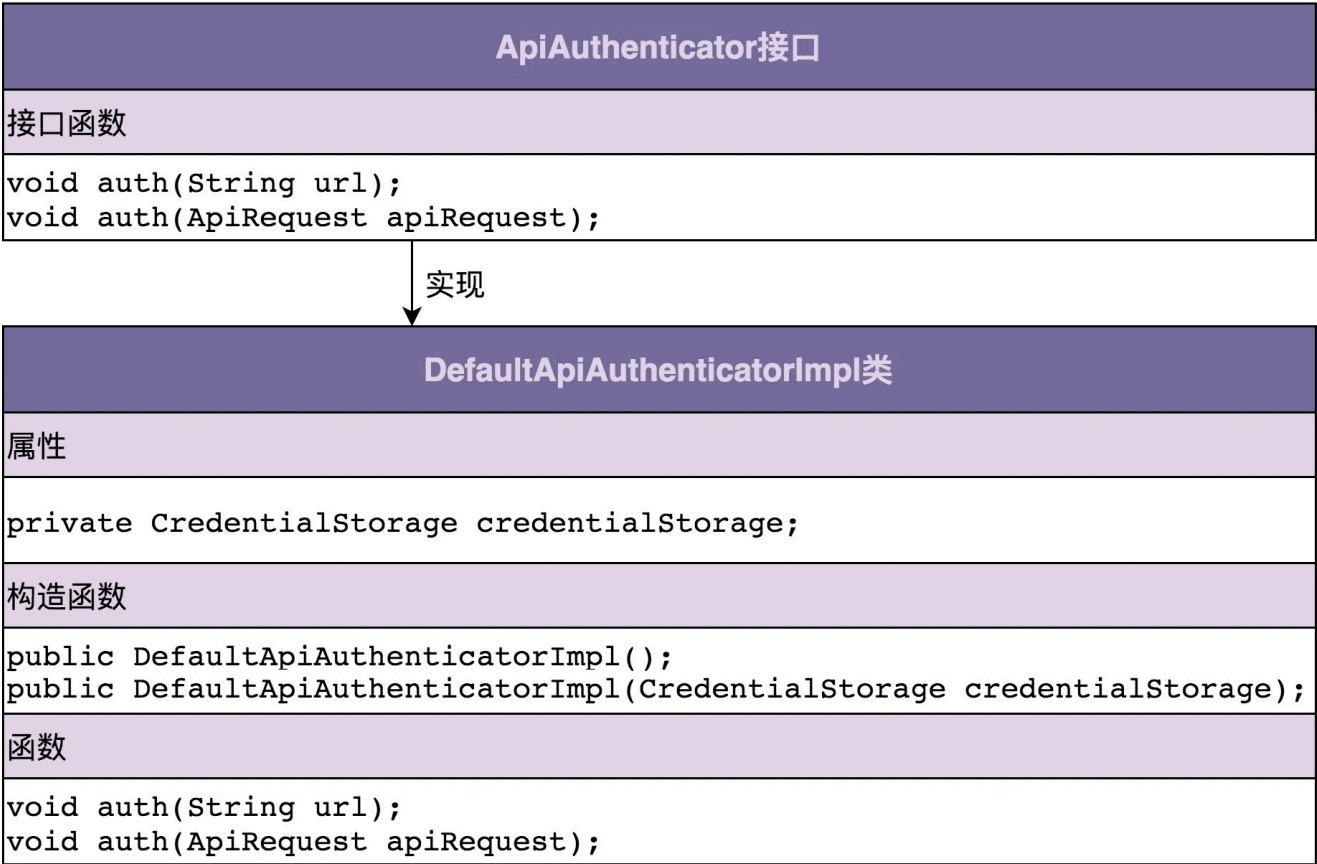 ApiAuthenticator接口
接口函数
void auth(String url);
void auth(ApiRequest apiRequest);
实现
DefaultApiAuthenticatorImpl类
属性
private CredentialStorage credentialStorage;
构造函数
public DefaultApiAuthenticatorImpl();
public DefaultApiAuthenticatorImpl(CredentialStorage credentialStorage);
函数
void auth(String url);
void auth(ApiRequest apiRequest);